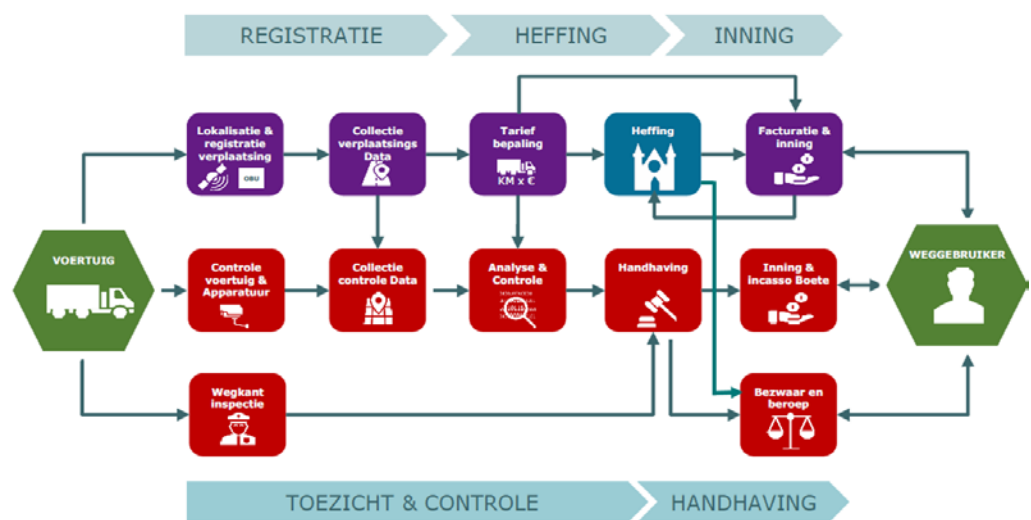 REGISTRATIE
HEFFING
INNING
Lokalisatie &
registratie
verplaatsing
OBU
Collectie
verplaatsings
Data
Tarief
bepaling
KM x €
Heffing
Facturatie &
inning
VOERTUIG
Controle
voertuig &
Apparatuur
Collectie
controle Data
Analyse &
Controle
Handhaving
Inning &
incasso Boete
WEGGEBRUIKER
Wegkant
inspectie
Bezwaar en
beroep
TOEZICHT & CONTROLE
HANDHAVING